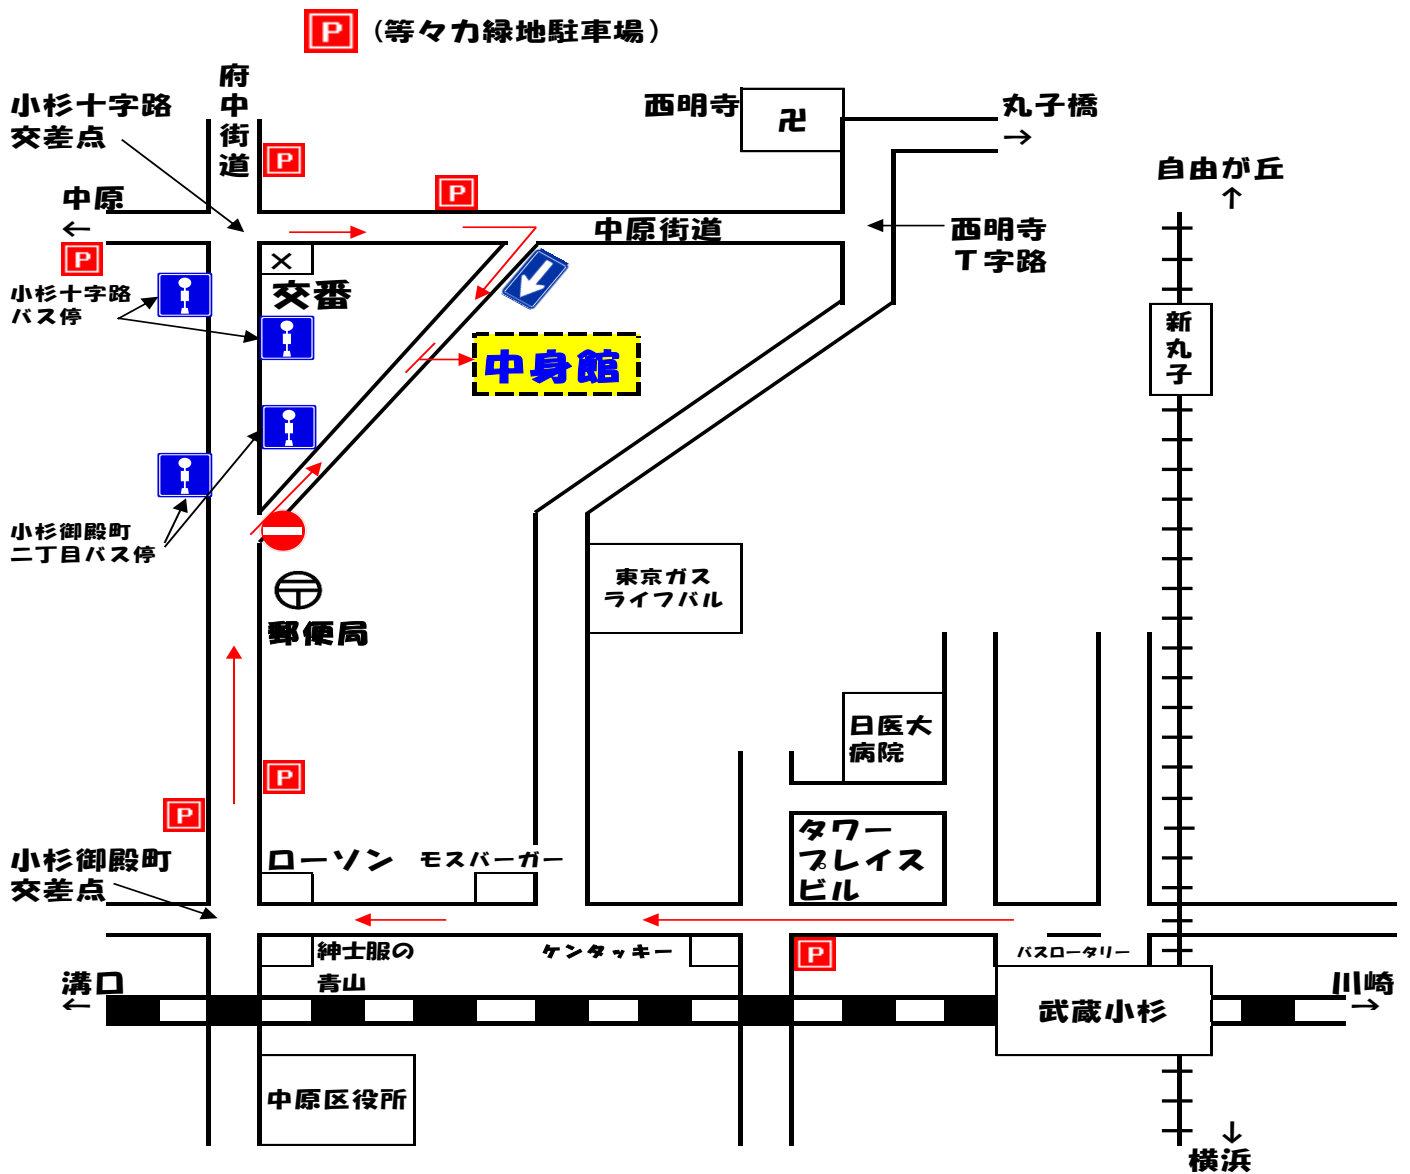 P (等々力緑地駐車場)
府中街道
小杉十字路
交差点
西明寺
卍
丸子橋
→
自由が丘
↑
P
P
中原
←
中原街道
西明寺
T字路
P
小杉十字路
バス停
×
交番
中身館
新丸子
小杉御殿町
二丁目バス停
〒
郵便局
東京ガス
ライフバル
日医大
病院
P
P
タワー
プレイス
ビル
小杉御殿町
交差点
ローソン
モスバーガー
紳士服の
青山
ケンタッキー
P
バスロータリー
溝口
←
武蔵小杉
川崎
→
中原区役所
↓
横浜